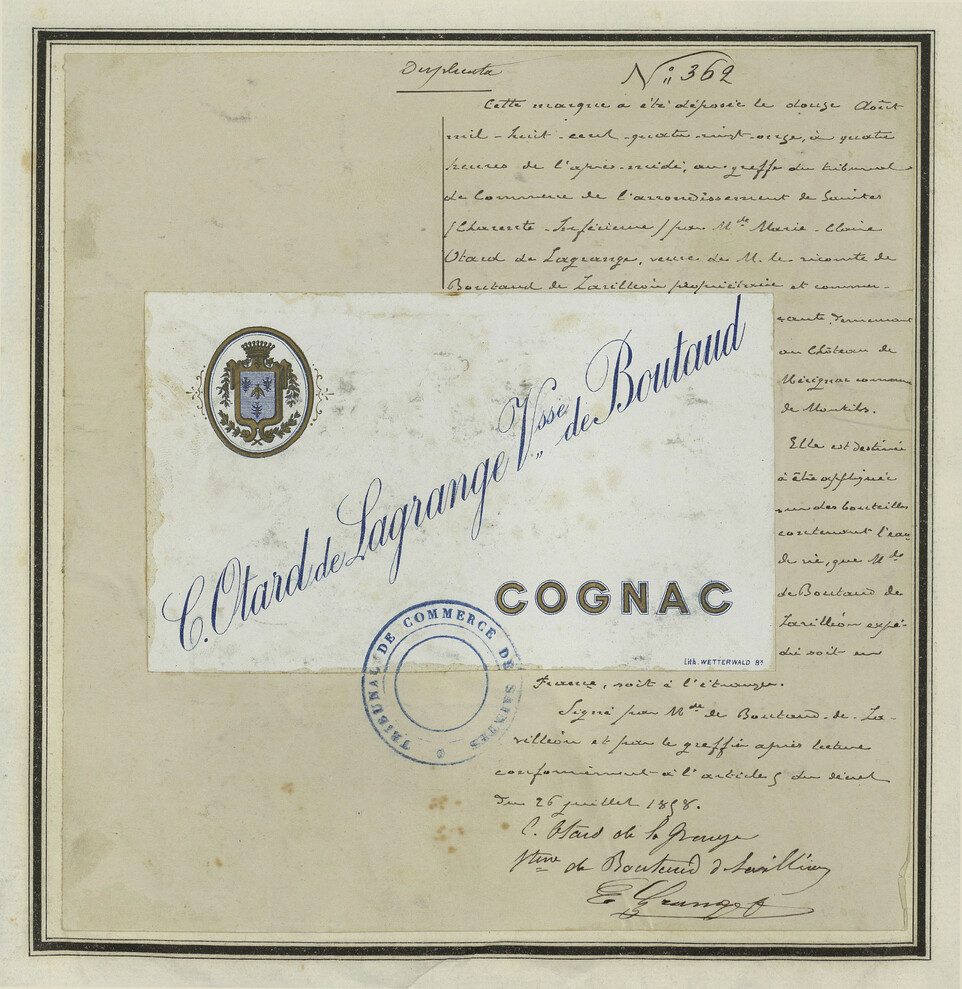 Duplicata
N° 362
Cette marque a été déposée le douze Août
mil-huit-cent-quatre-vingt-onze, à quatre
heures de l'après-midi, au greffe du tribunal
de Commerce de l'arrondissement de Saintes
(Charente-Inférieure) par Mde Marie-Claire
Otard de Lagrange, veuve de M. le vicomte de
Boutaud de Lavilléon propriétaire et commer-
çante, demeurant
au Château de
Mérignac commune
de Montils.
Elle est destinée
à être appliquée
sur des bouteilles
contenant l'eau
de vie, que Mde
de Boutaud de
Lavilléon expé-
die soit en
France, soit à l'étranger.
Signé par Mde de Boutaud-de-La-
villéon et par le greffier après lecture
conformément à l'article 5 du décret
du 26 juillet 1858.
C. Otard de la Grange
Vtesse de Boutaud de Lavilléon
C. Otard de Lagrange Vsse de Boutaud
COGNAC
Lith. WETTERWALD Bx
TRIBUNAL DE COMMERCE DE SAINTES